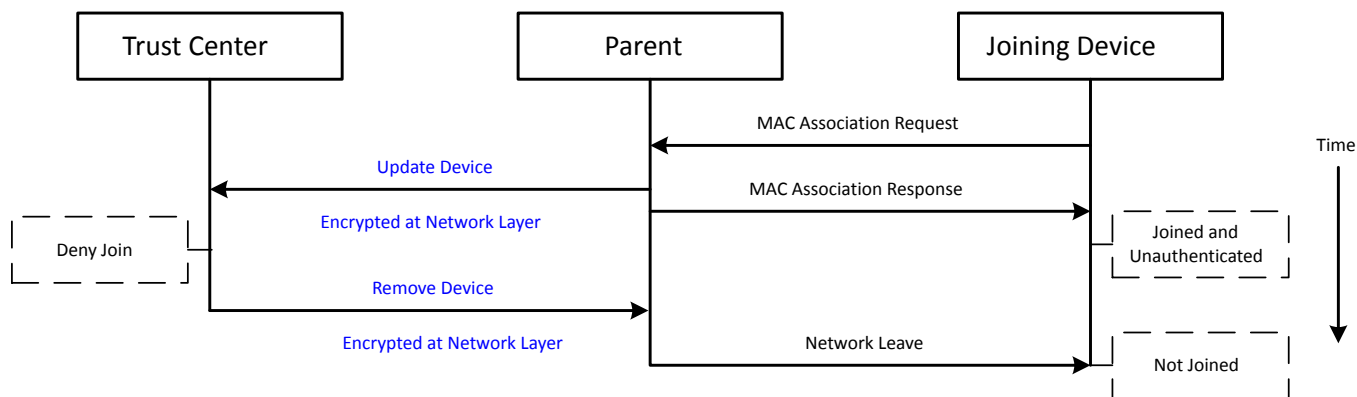 Trust Center
Parent
Joining Device
MAC Association Request
Time
Update Device
MAC Association Response
Encrypted at Network Layer
Deny Join
Joined and
Unauthenticated
Remove Device
Encrypted at Network Layer
Network Leave
Not Joined